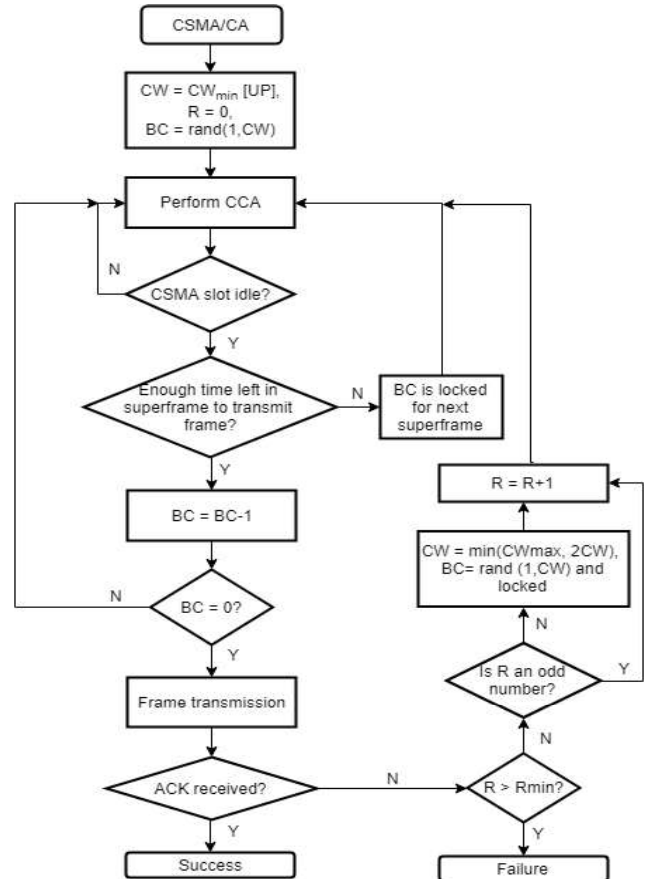 CSMA/CA
CW = CWmin [UP],
R = 0,
BC = rand(1,CW)
Perform CCA
N
CSMA slot idle?
Y
Enough time left in
superframe to transmit
frame?
N
BC is locked
for next
superframe
Y
BC = BC-1
N
BC = 0?
Y
Frame transmission
ACK received?
N
Y
Success
R = R+1
CW = min(CWmax, 2CW),
BC= rand (1,CW) and
locked
N
Is R an odd
number?
Y
N
R > Rmin?
Y
Failure